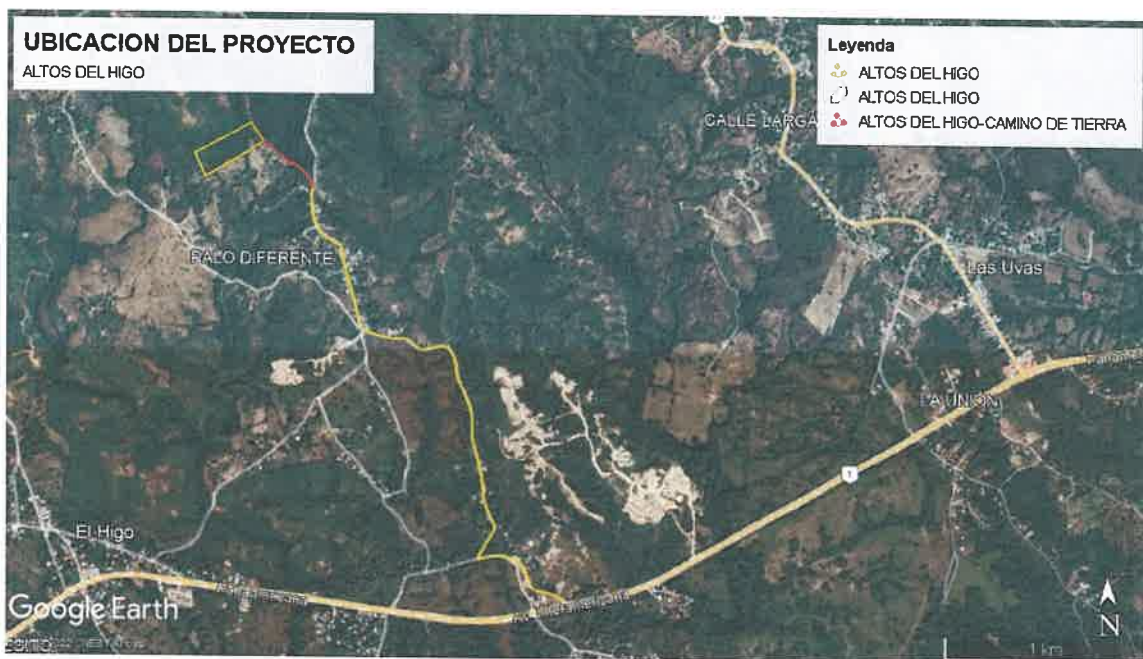 UBICACION DEL PROYECTO
ALTOS DEL HIGO
Leyenda
ALTOS DEL HIGO
ALTOS DEL HIGO
ALTOS DEL HIGO-CAMINO DE TIERRA
CALLE LARGA
PALO DIFERENTE
Las Uvas
LA UNION
1
El Higo
Google Earth
N
1 km